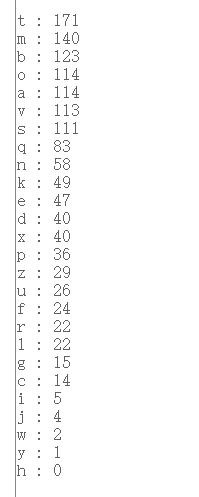 t : 171
m : 140
b : 123
o : 114
a : 114
v : 113
s : 111
q : 83
n : 58
k : 49
e : 47
d : 40
x : 40
p : 36
z : 29
u : 26
f : 24
r : 22
l : 22
g : 15
c : 14
i : 5
j : 4
w : 2
y : 1
h : 0